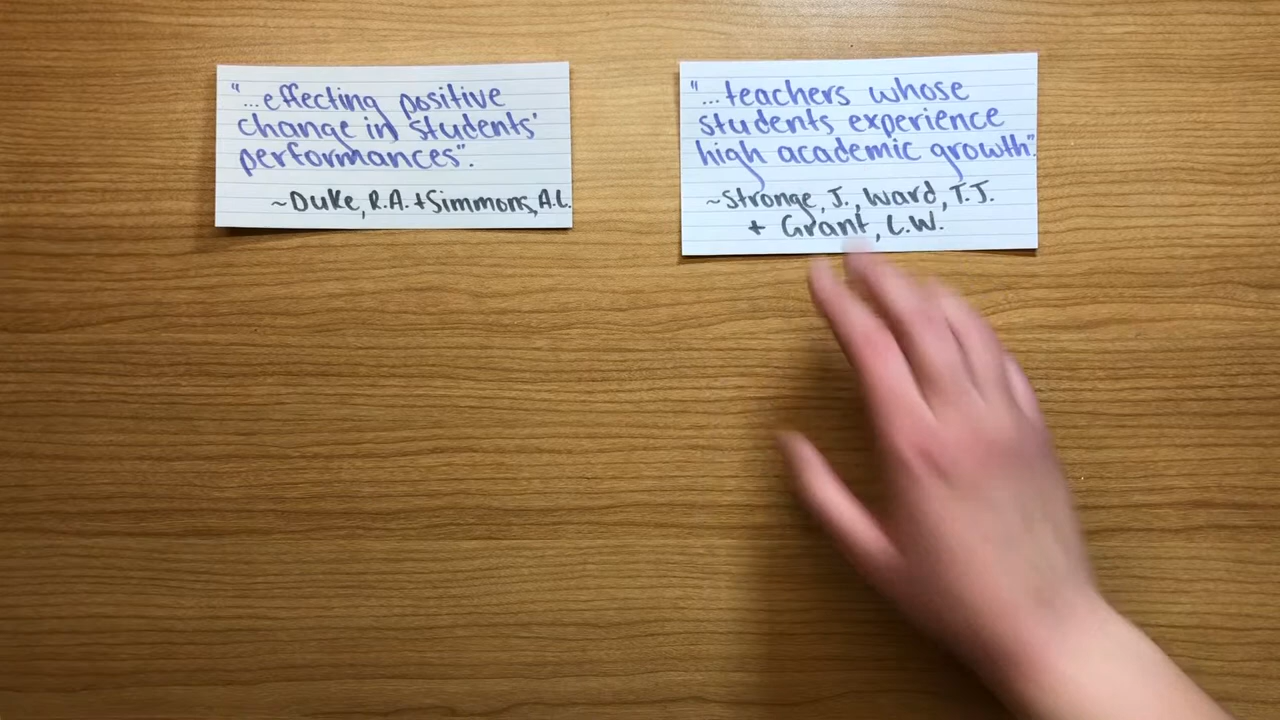 "...effecting positive
change in students'
performances".
~Duke, R.A. + Simmons, A.L.
"...teachers whose
students experience
high academic growth".
~Stronge, J., Ward, T.J.
+ Grant, L.W.